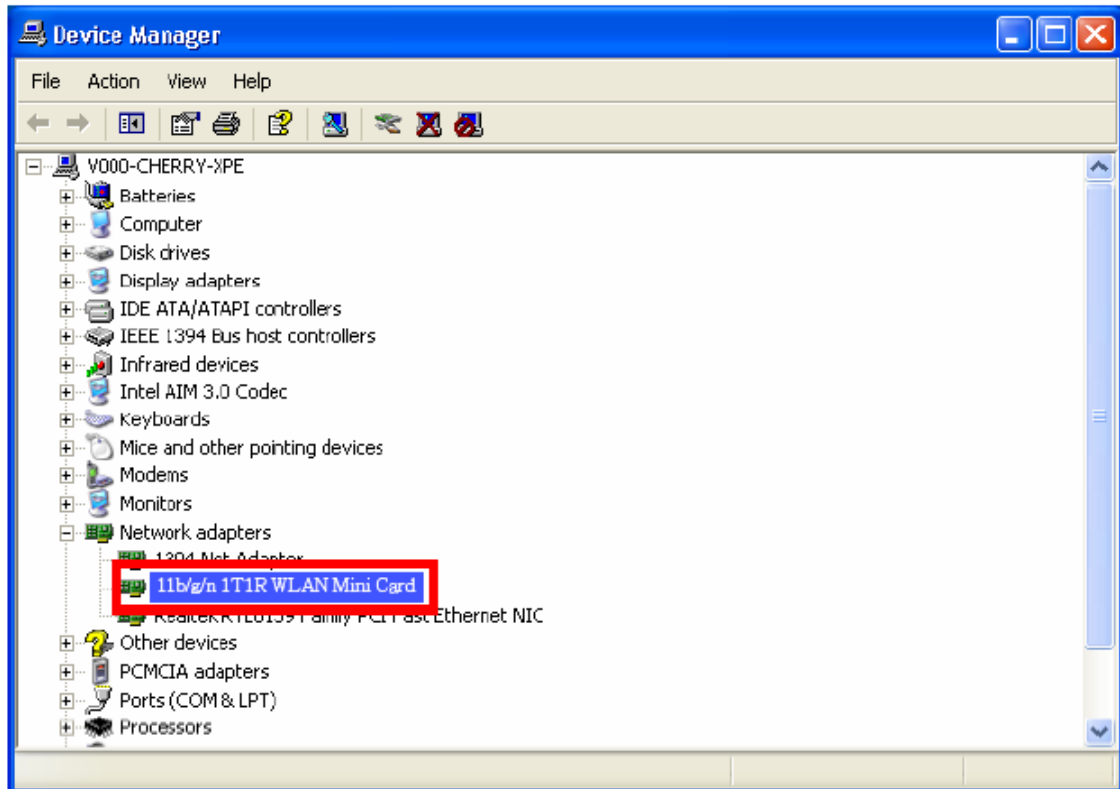 Device Manager
File Action View Help
V000-CHERRY-XPE
Batteries
Computer
Disk drives
Display adapters
IDE ATA/ATAPI controllers
IEEE 1394 Bus host controllers
Infrared devices
Intel AIM 3.0 Codec
Keyboards
Mice and other pointing devices
Modems
Monitors
Network adapters
1394 Net Adapter
11b/g/n 1T1R WLAN Mini Card
Realtek RTL8139 Family PCI Fast Ethernet NIC
Other devices
PCMCIA adapters
Ports (COM & LPT)
Processors